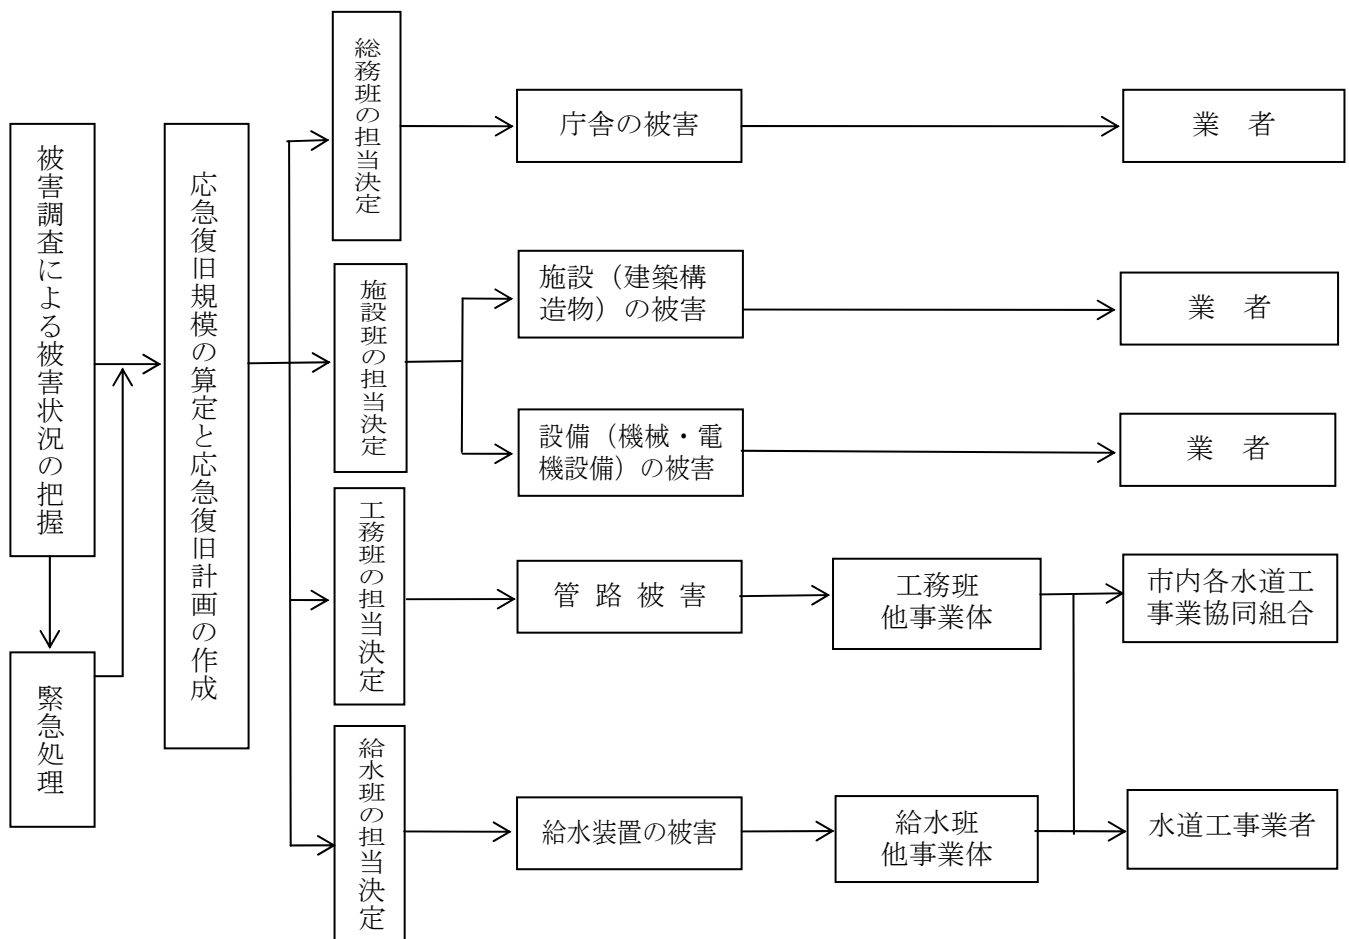 被害調査による被害状況の把握
緊急処理
応急復旧規模の算定と応急復旧計画の作成
総務班の担当決定
庁舎の被害
業　者
施設班の担当決定
施設（建築構
造物）の被害
業　者
設備（機械・電
機設備）の被害
業　者
工務班の担当決定
管 路 被 害
工務班
他事業体
市内各水道工
事業協同組合
給水班の担当決定
給水装置の被害
給水班
他事業体
水道工事業者